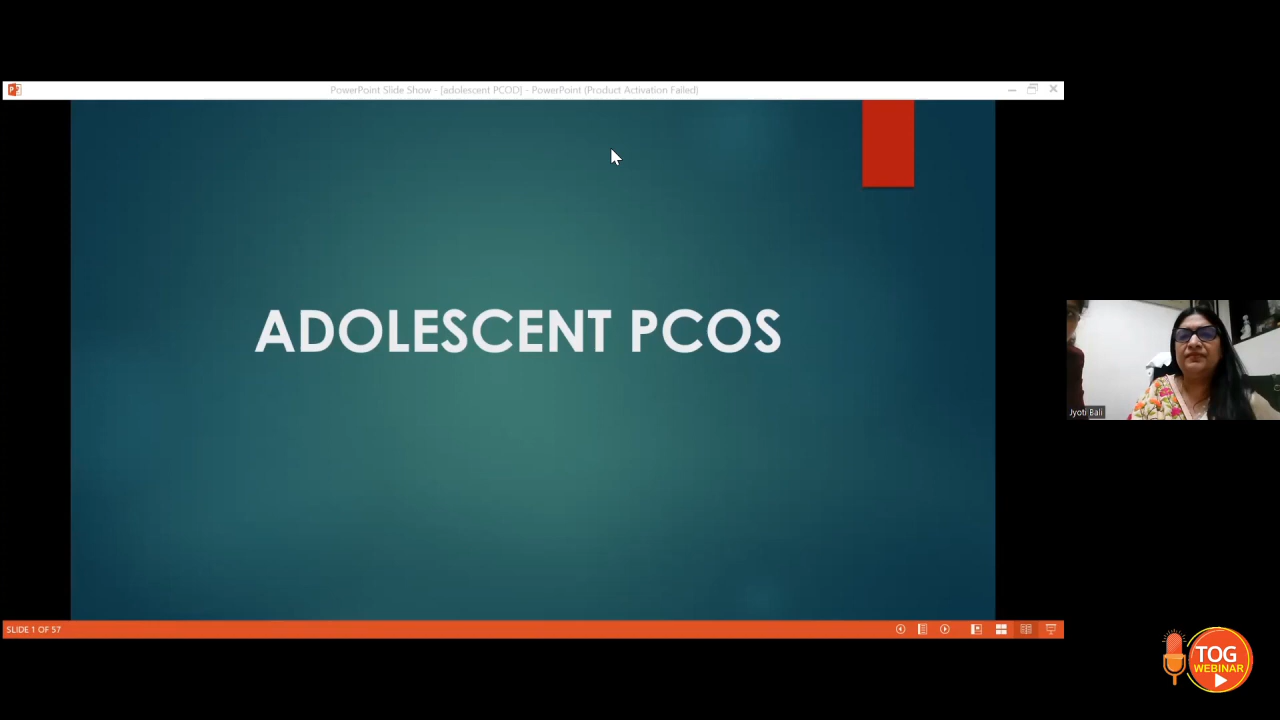 PowerPoint Slide Show - [adolescent PCOD] - PowerPoint (Product Activation Failed)
ADOLESCENT PCOS
Jyoti Bali
SLIDE 1 OF 57
TOG
WEBINAR